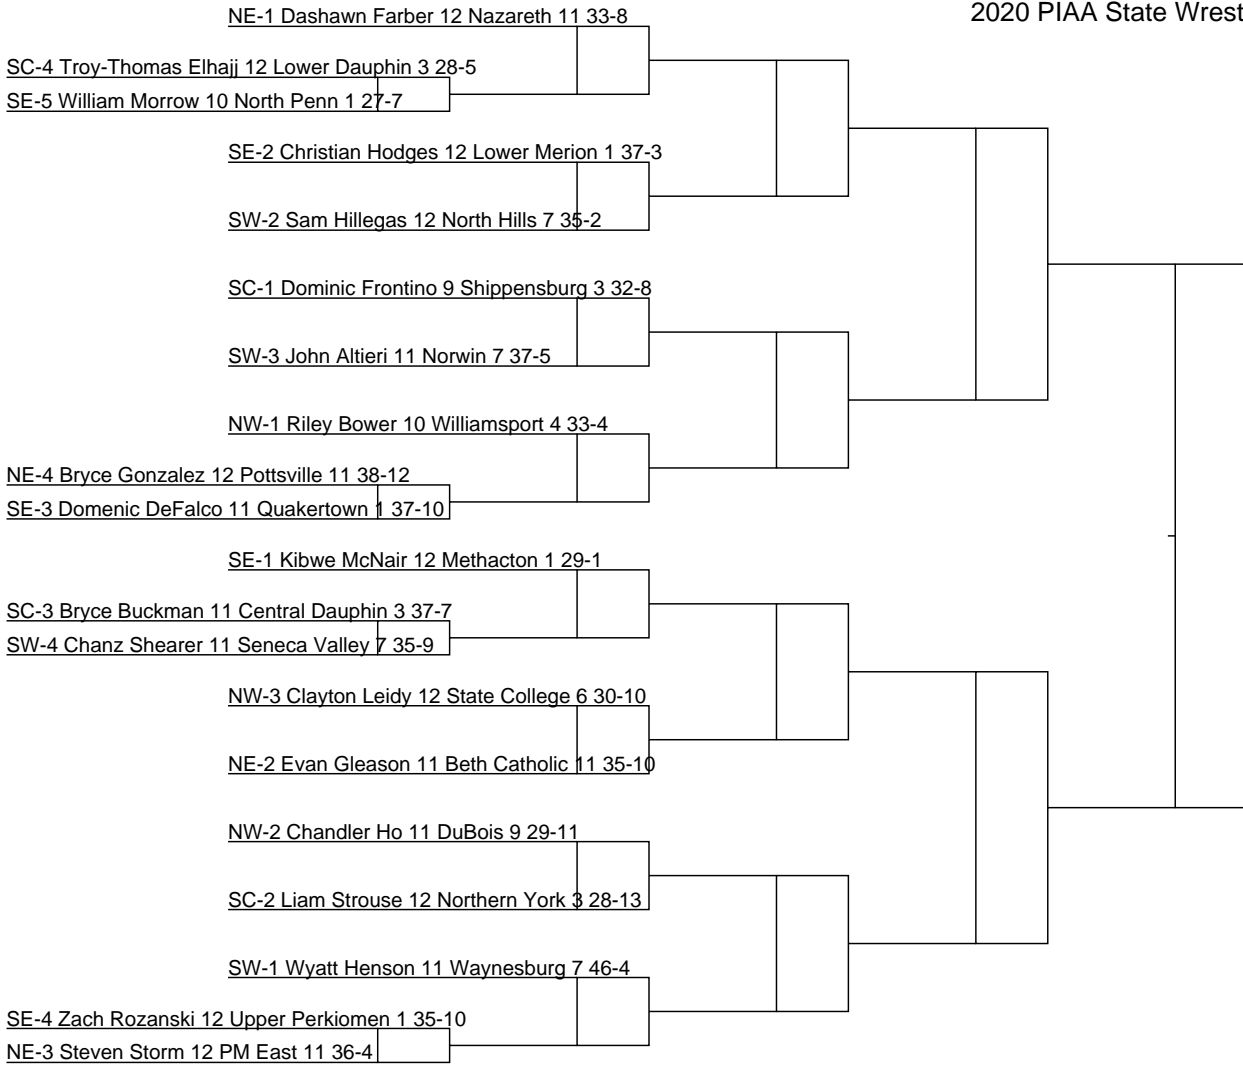 2020 PIAA State Wrest
NE-1 Dashawn Farber 12 Nazareth 11 33-8
SC-4 Troy-Thomas Elhajj 12 Lower Dauphin 3 28-5
SE-5 William Morrow 10 North Penn 1 27-7
SE-2 Christian Hodges 12 Lower Merion 1 37-3
SW-2 Sam Hillegas 12 North Hills 7 35-2
SC-1 Dominic Frontino 9 Shippensburg 3 32-8
SW-3 John Altieri 11 Norwin 7 37-5
NW-1 Riley Bower 10 Williamsport 4 33-4
NE-4 Bryce Gonzalez 12 Pottsville 11 38-12
SE-3 Domenic DeFalco 11 Quakertown 1 37-10
SE-1 Kibwe McNair 12 Methacton 1 29-1
SC-3 Bryce Buckman 11 Central Dauphin 3 37-7
SW-4 Chanz Shearer 11 Seneca Valley 7 35-9
NW-3 Clayton Leidy 12 State College 6 30-10
NE-2 Evan Gleason 11 Beth Catholic 11 35-10
NW-2 Chandler Ho 11 DuBois 9 29-11
SC-2 Liam Strouse 12 Northern York 3 28-13
SW-1 Wyatt Henson 11 Waynesburg 7 46-4
SE-4 Zach Rozanski 12 Upper Perkiomen 1 35-10
NE-3 Steven Storm 12 PM East 11 36-4